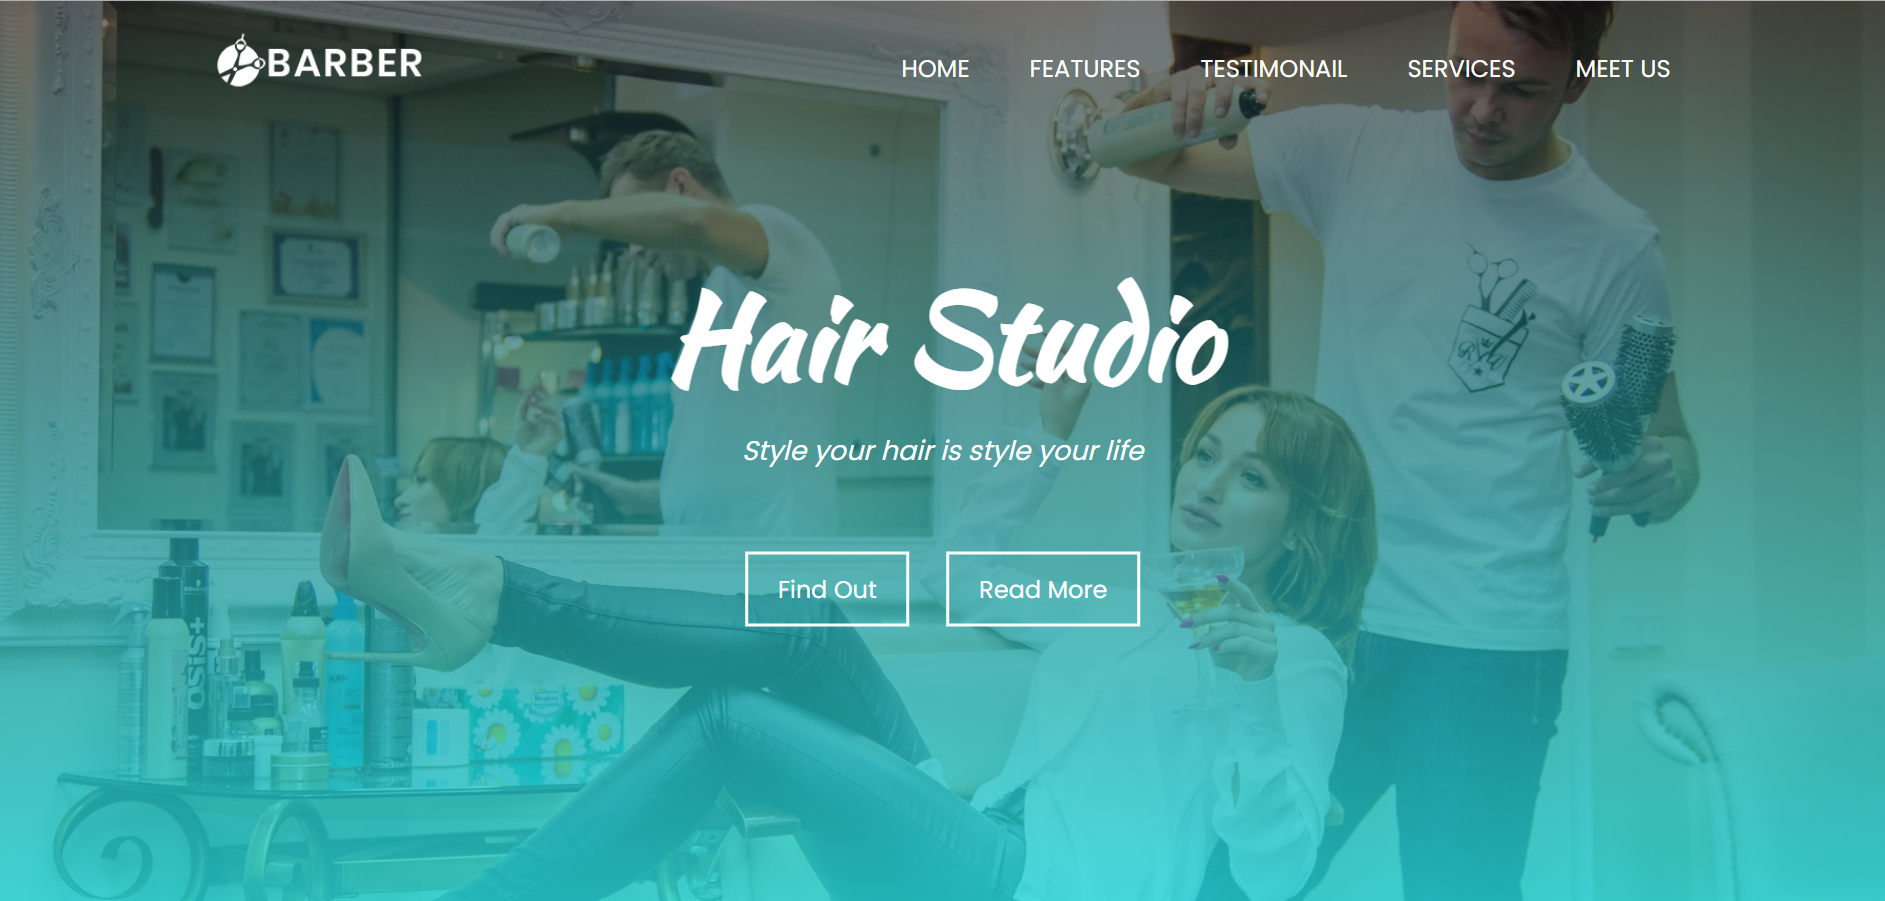 BARBER
HOME FEATURES TESTIMONAIL SERVICES MEET US
Hair Studio
Style your hair is style your life
Find Out Read More
OSiS+